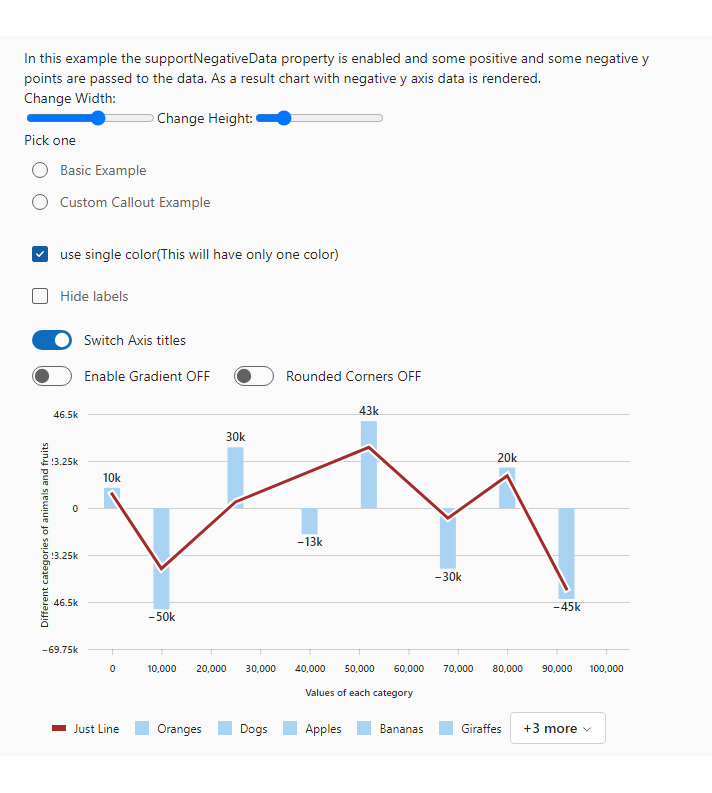 In this example the supportNegativeData property is enabled and some positive and some negative y
points are passed to the data. As a result chart with negative y axis data is rendered.
Change Width:
Change Height:
Pick one
Basic Example
Custom Callout Example
use single color(This will have only one color)
Hide labels
Switch Axis titles
Enable Gradient OFF Rounded Corners OFF
43k
46.5k
30k
20k
3.25k
10k
0
−13k
3.25k
−30k
46.5k
−45k
−50k
−69.75k
Different categories of animals and fruits
0 10,000 20,000 30,000 40,000 50,000 60,000 70,000 80,000 90,000 100,000
Values of each category
Just Line Oranges Dogs Apples Bananas Giraffes +3 more